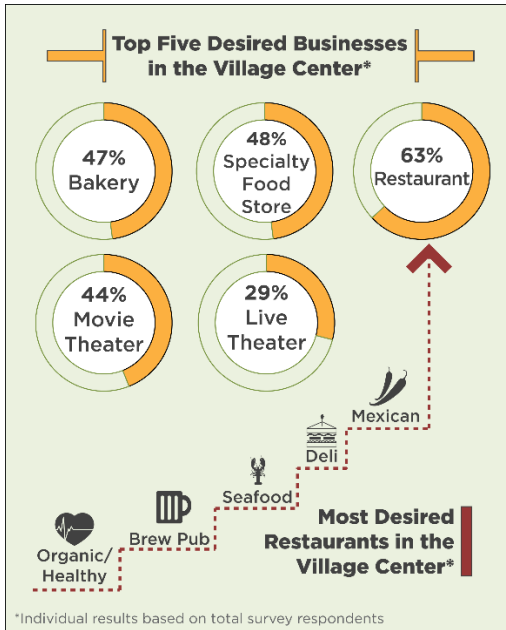 Top Five Desired Businesses
in the Village Center*
47%
Bakery
48%
Specialty
Food
Store
63%
Restaurant
44%
Movie
Theater
29%
Live
Theater
Mexican
Deli
Seafood
Brew Pub
Organic/
Healthy
Most Desired
Restaurants in the
Village Center*
*Individual results based on total survey respondents